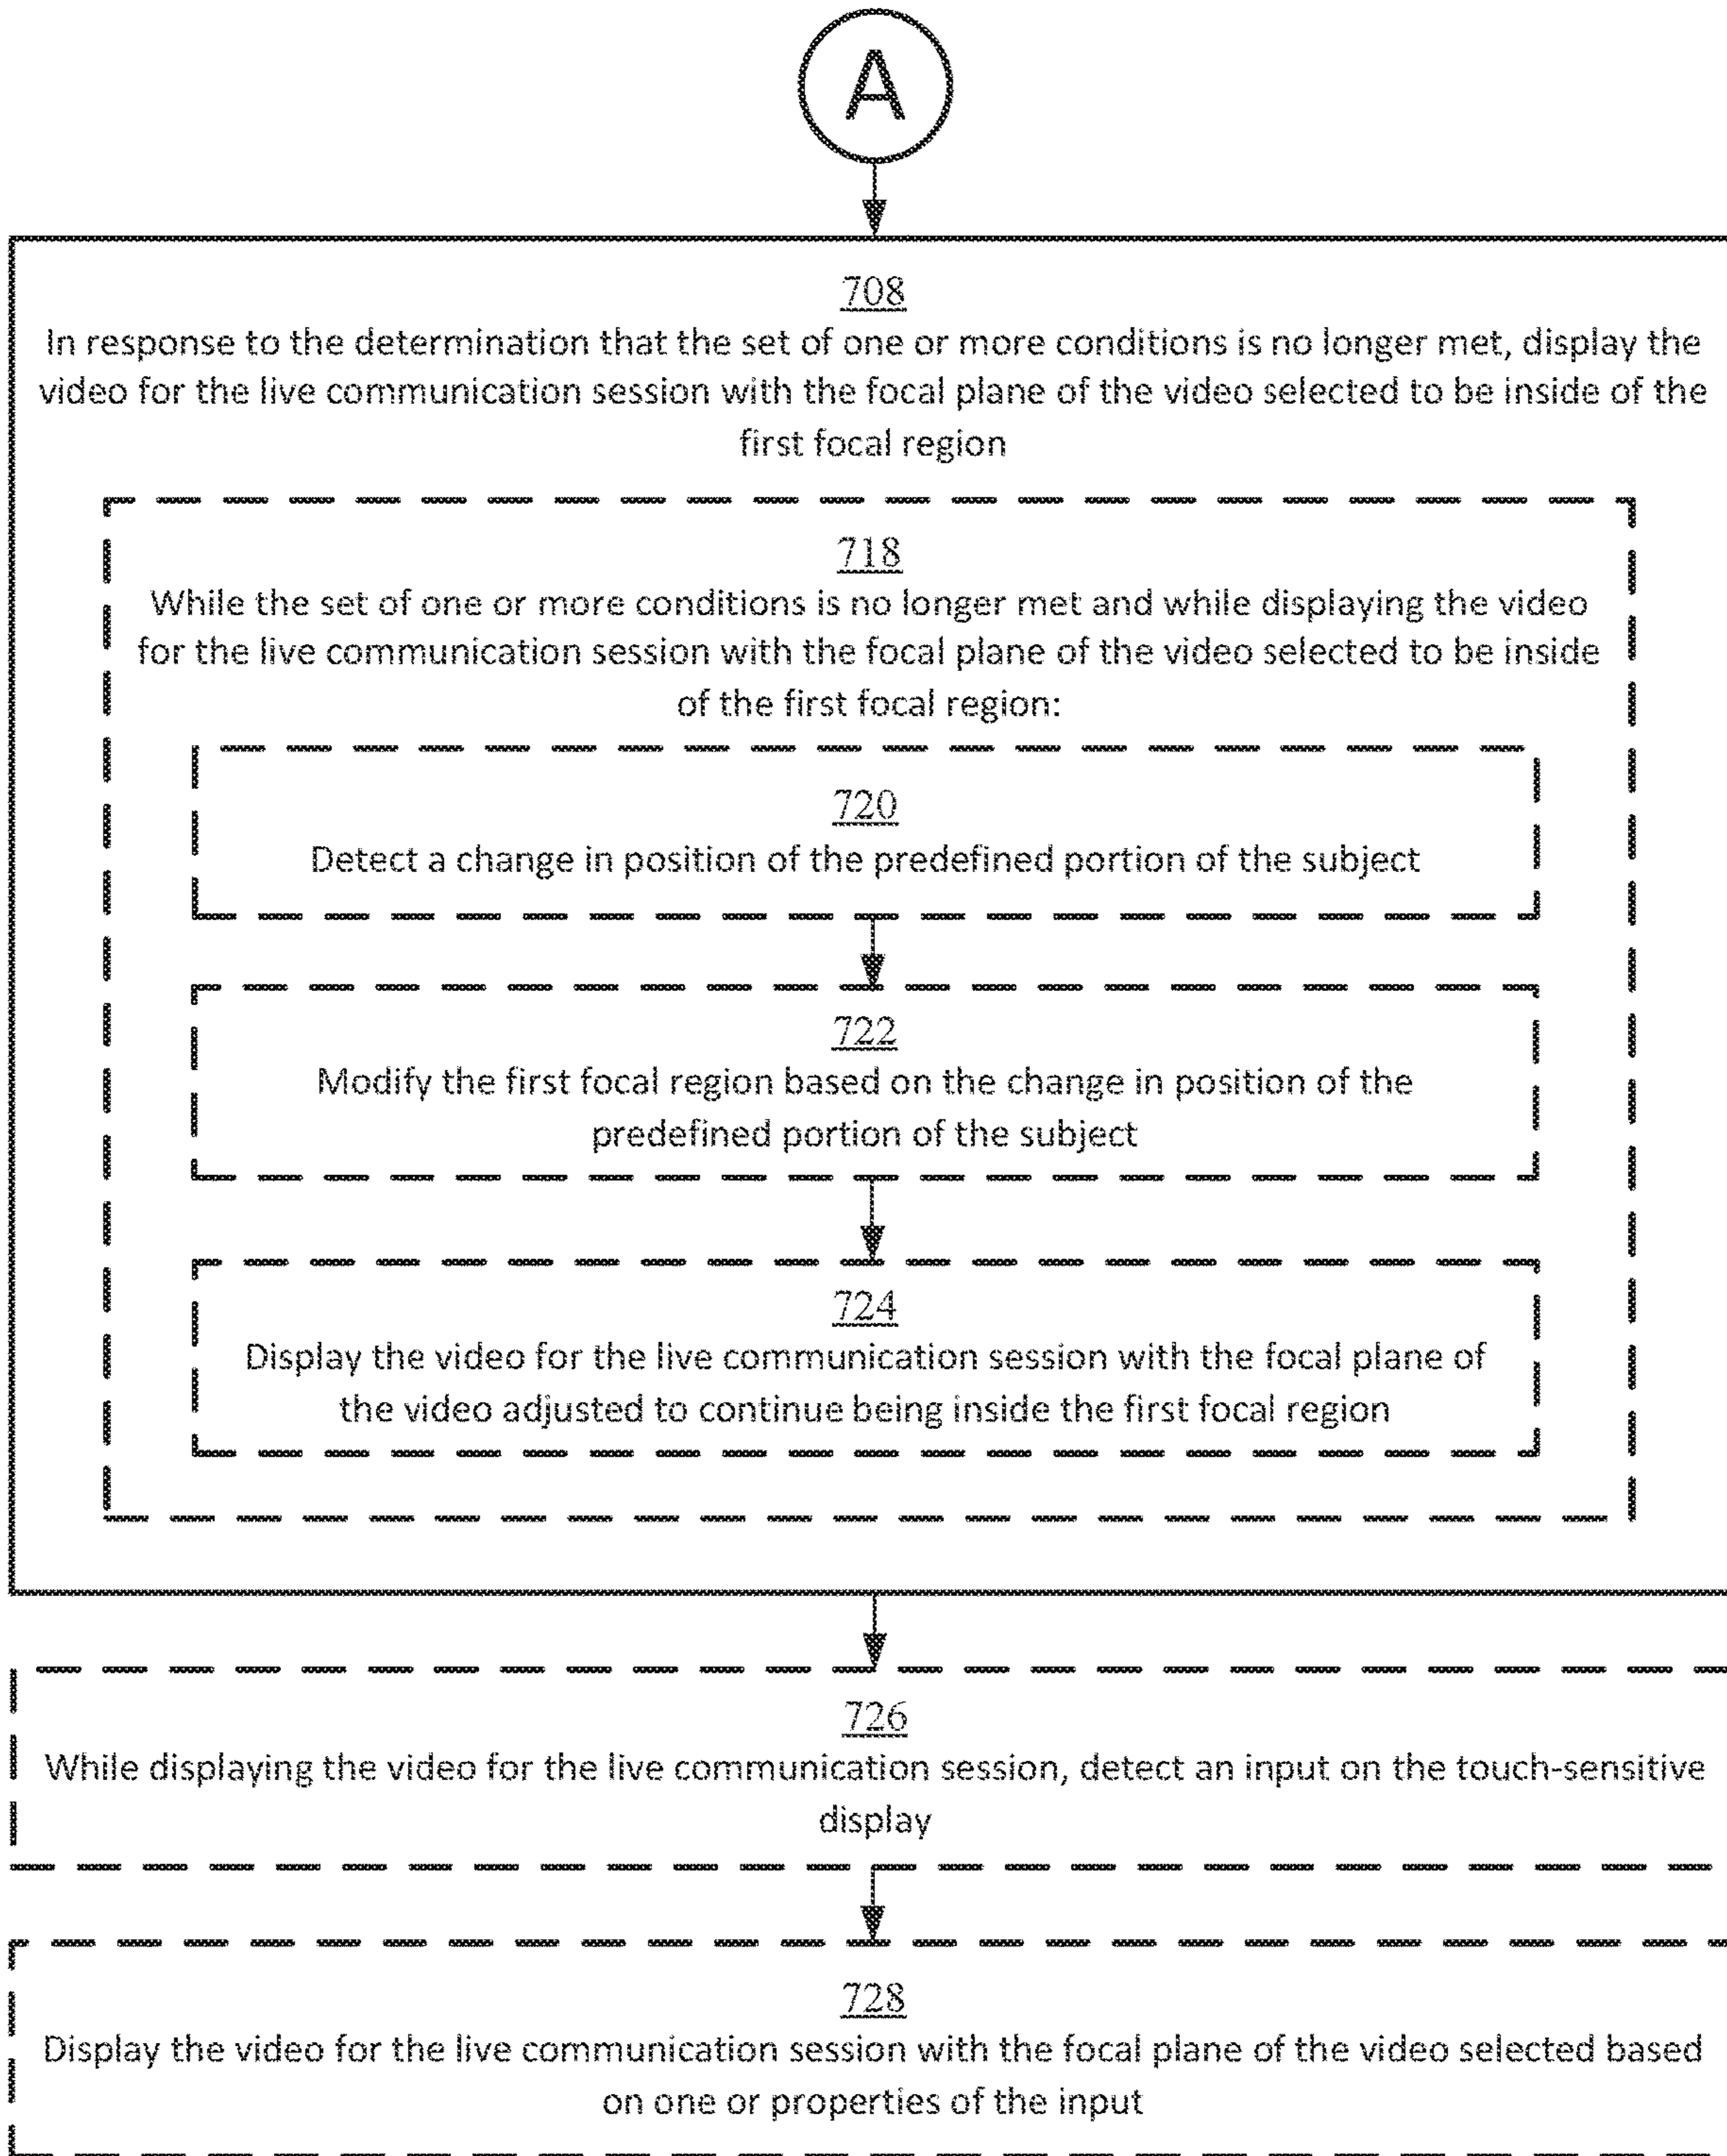 A
708
In response to the determination that the set of one or more conditions is no longer met, display the
video for the live communication session with the focal plane of the video selected to be inside of the
first focal region
718
While the set of one or more conditions is no longer met and while displaying the video
for the live communication session with the focal plane of the video selected to be inside
of the first focal region:
720
Detect a change in position of the predefined portion of the subject
722
Modify the first focal region based on the change in position of the
predefined portion of the subject
724
Display the video for the live communication session with the focal plane of
the video adjusted to continue being inside the first focal region
726
While displaying the video for the live communication session, detect an input on the touch-sensitive
display
728
Display the video for the live communication session with the focal plane of the video selected based
on one or properties of the input